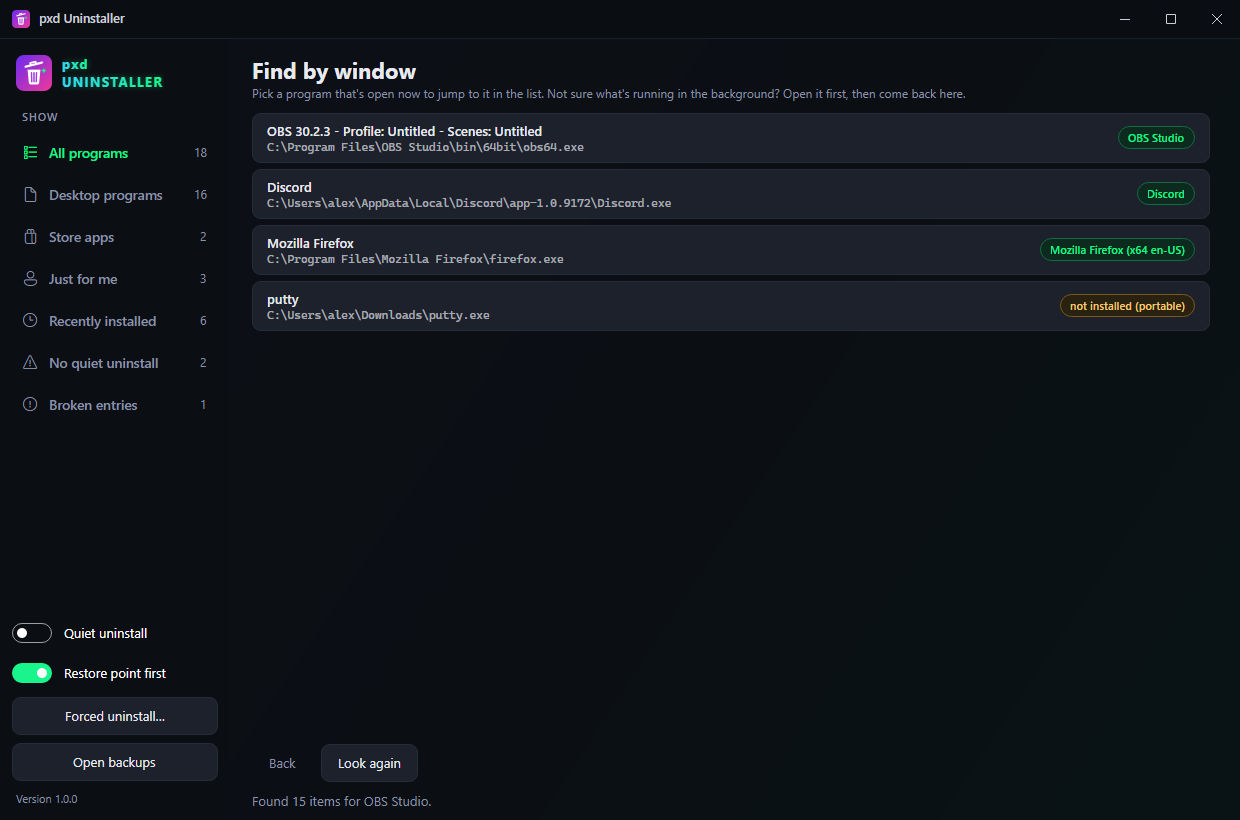 pxd Uninstaller
pxd
UNINSTALLER
SHOW
All programs 18
Desktop programs 16
Store apps 2
Just for me 3
Recently installed 6
No quiet uninstall 2
Broken entries 1
Quiet uninstall
Restore point first
Forced uninstall...
Open backups
Version 1.0.0
Find by window
Pick a program that's open now to jump to it in the list. Not sure what's running in the background? Open it first, then come back here.
OBS 30.2.3 - Profile: Untitled - Scenes: Untitled
C:\Program Files\OBS Studio\bin\64bit\obs64.exe
OBS Studio
Discord
C:\Users\alex\AppData\Local\Discord\app-1.0.9172\Discord.exe
Discord
Mozilla Firefox
C:\Program Files\Mozilla Firefox\firefox.exe
Mozilla Firefox (x64 en-US)
putty
C:\Users\alex\Downloads\putty.exe
not installed (portable)
Back
Look again
Found 15 items for OBS Studio.